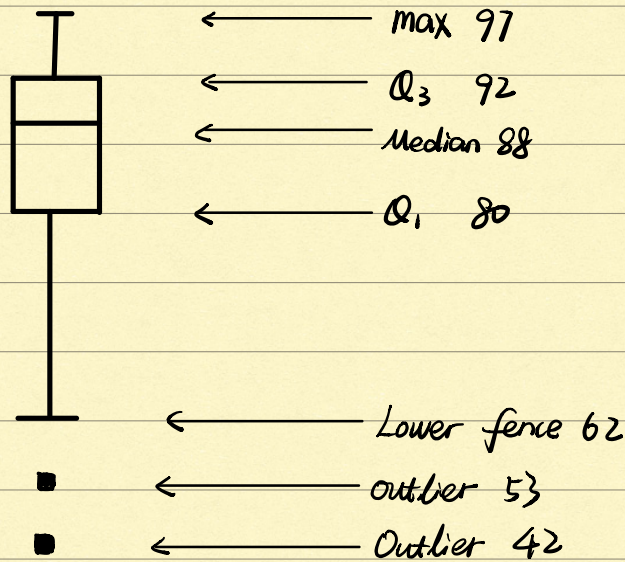 max 97
Q3 92
Median 88
Q1 80
Lower fence 62
outlier 53
Outlier 42